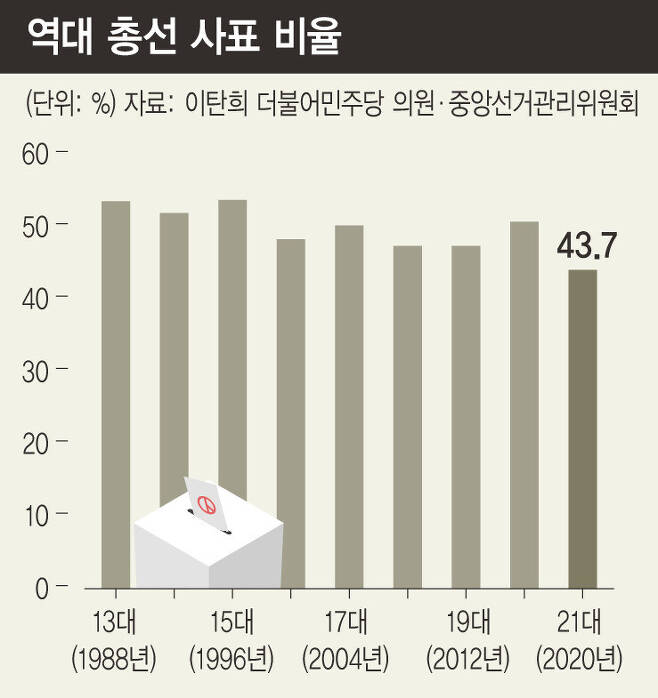 역대 총선 사표 비율
(단위: %) 자료: 이탄희 더불어민주당 의원·중앙선거관리위원회
60
50
43.7
40
30
20
10
0
13대 15대 17대 19대 21대
(1988년) (1996년) (2004년) (2012년) (2020년)